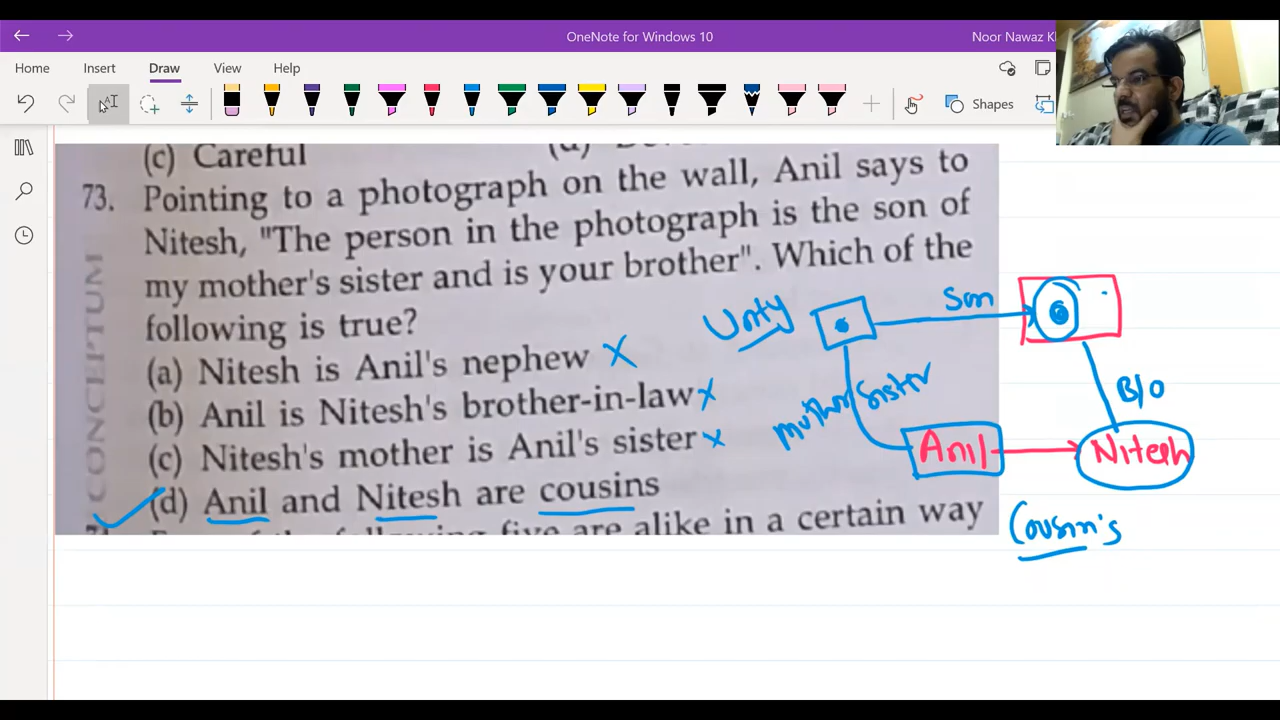 OneNote for Windows 10
Noor Nawaz Kh
Home Insert Draw View Help
Shapes
(c) Careful
73. Pointing to a photograph on the wall, Anil says to
Nitesh, "The person in the photograph is the son of
my mother's sister and is your brother". Which of the
following is true?
(a) Nitesh is Anil's nephew
(b) Anil is Nitesh's brother-in-law
(c) Nitesh's mother is Anil's sister
(d) Anil and Nitesh are cousins
following five are alike in a certain way
CONCEPTUM
Unty
Son
mother sister
B/O
Anil
Nitesh
Cousin's